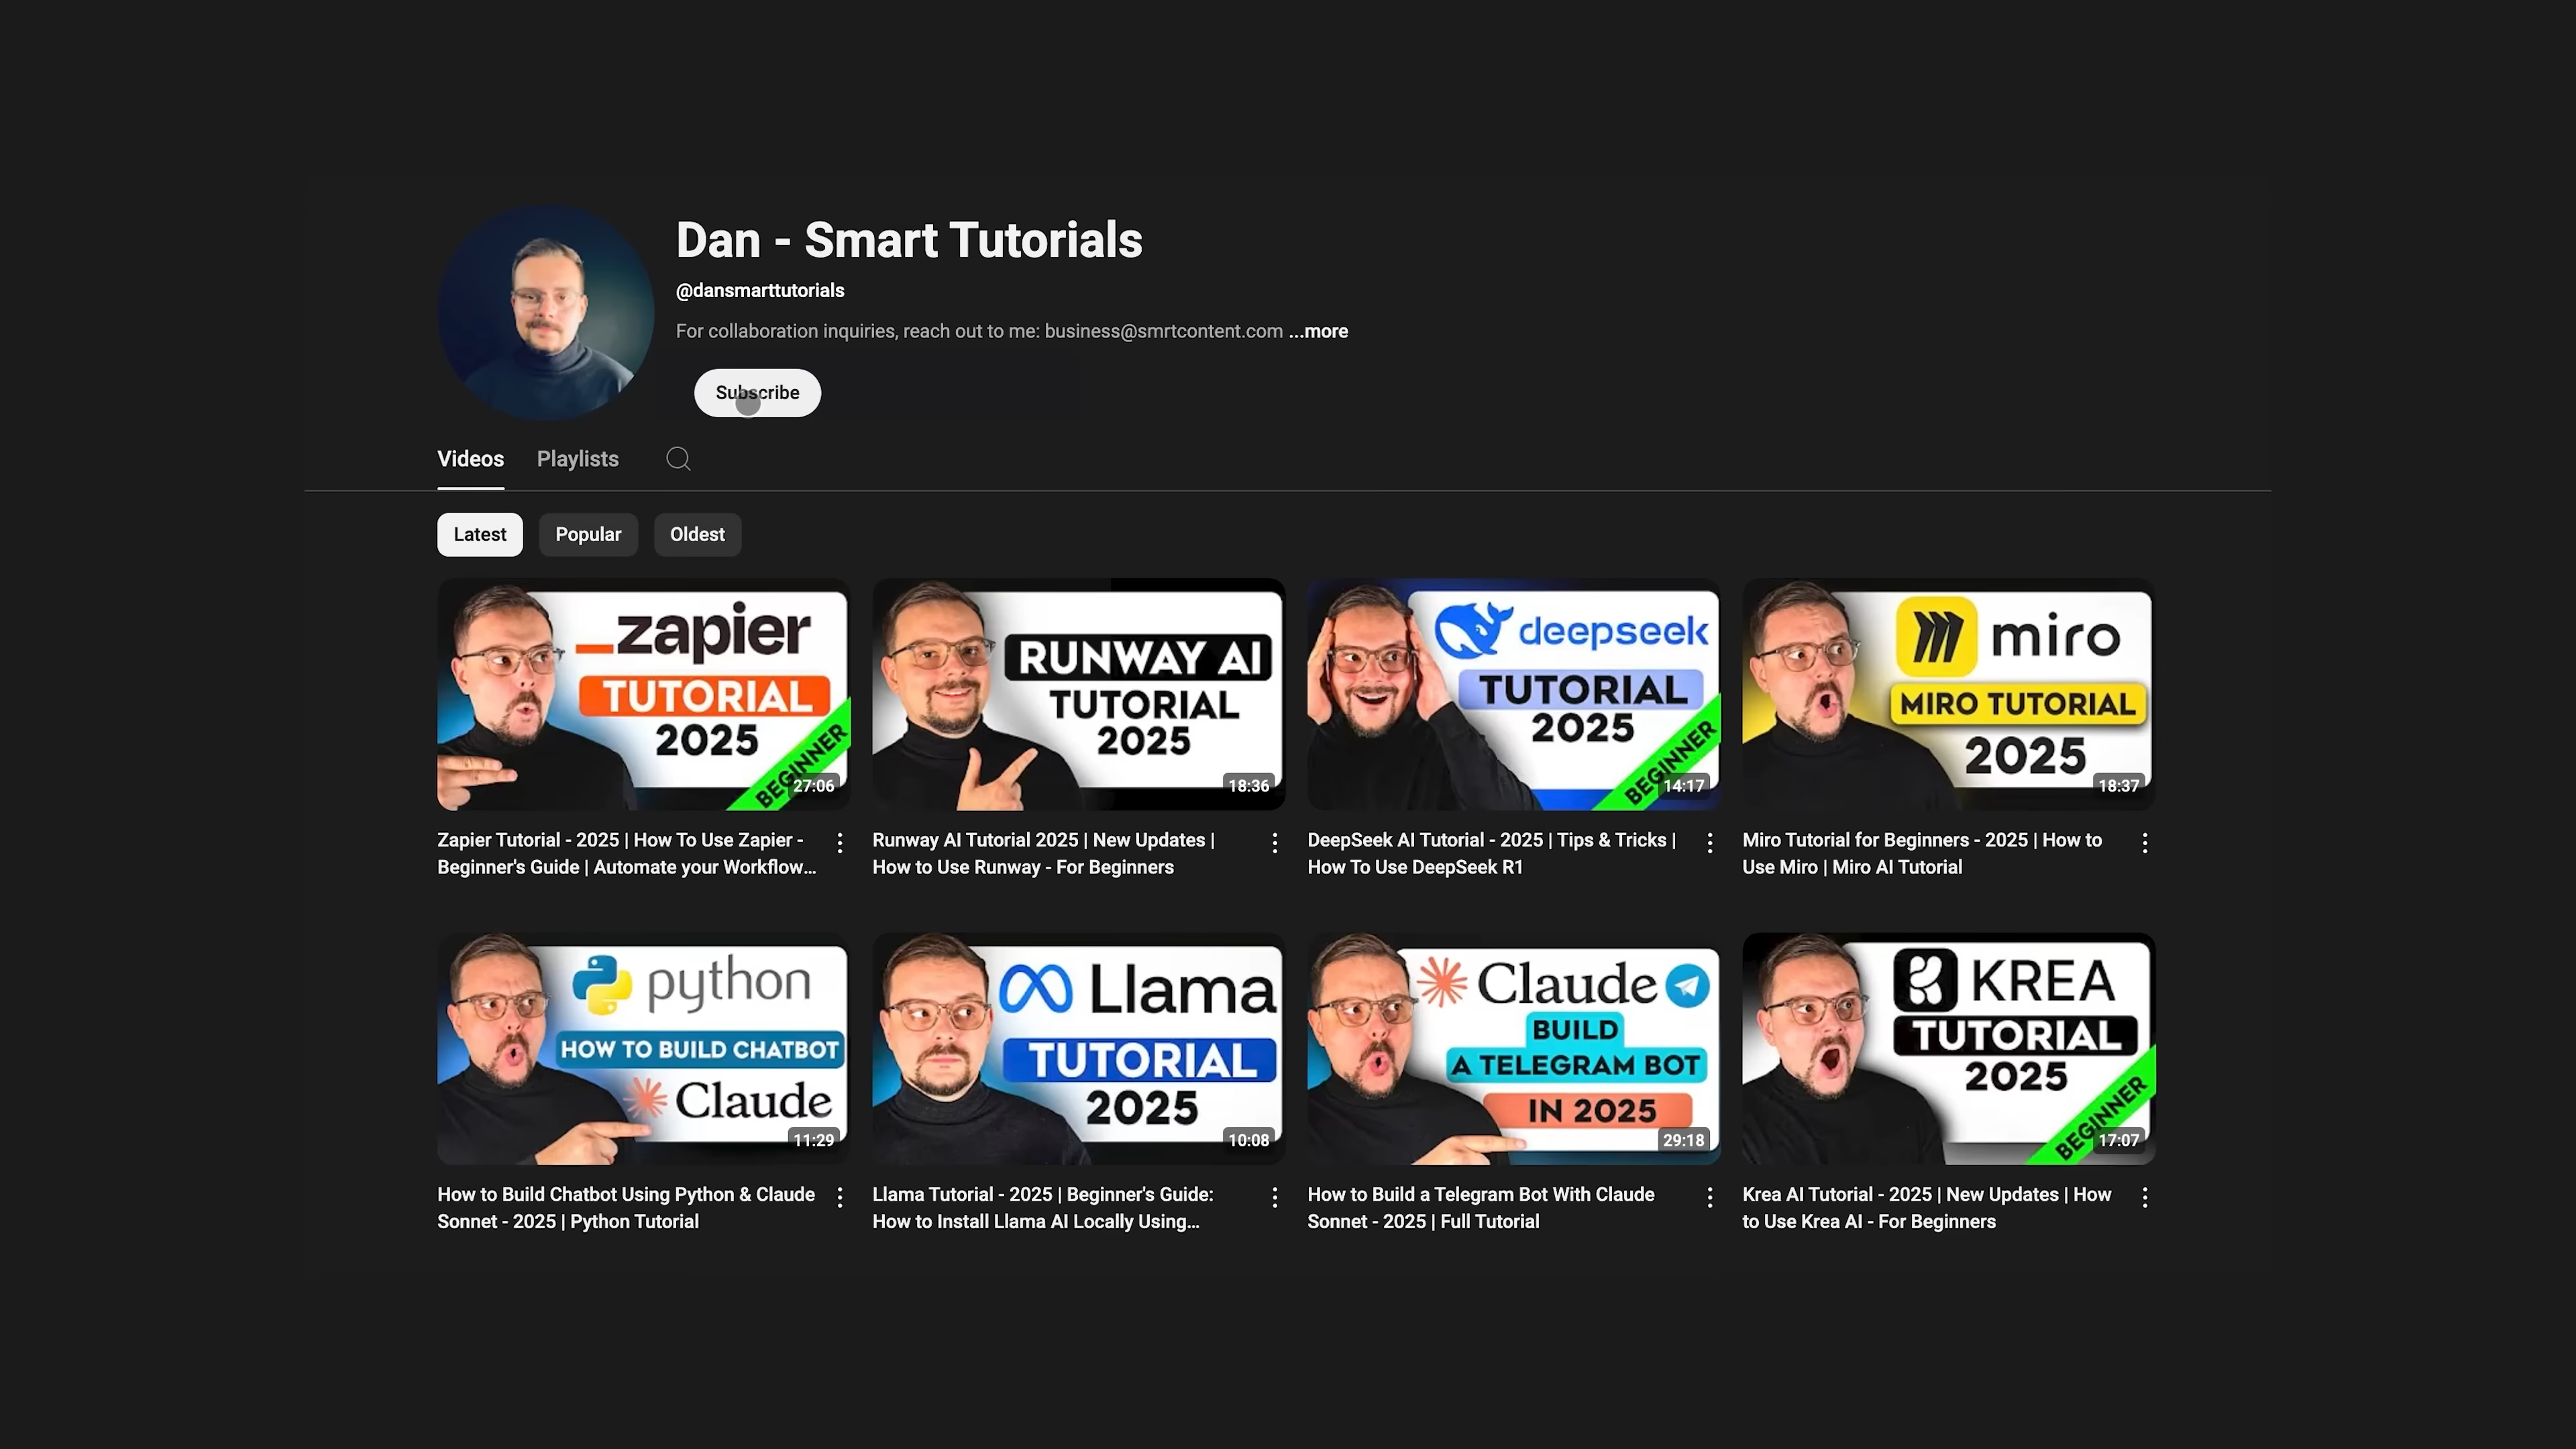 Dan - Smart Tutorials
@dansmarttutorials
For collaboration inquiries, reach out to me: business@smrtcontent.com ...more
Subscribe
Videos Playlists
Latest Popular Oldest
zapier
TUTORIAL
2025
BEGINNER
27:06
RUNWAY AI
TUTORIAL
2025
18:36
deepseek
TUTORIAL
2025
BEGINNER
14:17
miro
MIRO TUTORIAL
2025
18:37
Zapier Tutorial - 2025 | How To Use Zapier -
Beginner's Guide | Automate your Workflow...
Runway AI Tutorial 2025 | New Updates |
How to Use Runway - For Beginners
DeepSeek AI Tutorial - 2025 | Tips & Tricks |
How To Use DeepSeek R1
Miro Tutorial for Beginners - 2025 | How to
Use Miro | Miro AI Tutorial
python
HOW TO BUILD CHATBOT
Claude
11:29
Llama
TUTORIAL
2025
10:08
Claude
BUILD
A TELEGRAM BOT
IN 2025
29:18
KREA
TUTORIAL
2025
BEGINNER
17:07
How to Build Chatbot Using Python & Claude
Sonnet - 2025 | Python Tutorial
Llama Tutorial - 2025 | Beginner's Guide:
How to Install Llama AI Locally Using...
How to Build a Telegram Bot With Claude
Sonnet - 2025 | Full Tutorial
Krea AI Tutorial - 2025 | New Updates | How
to Use Krea AI - For Beginners